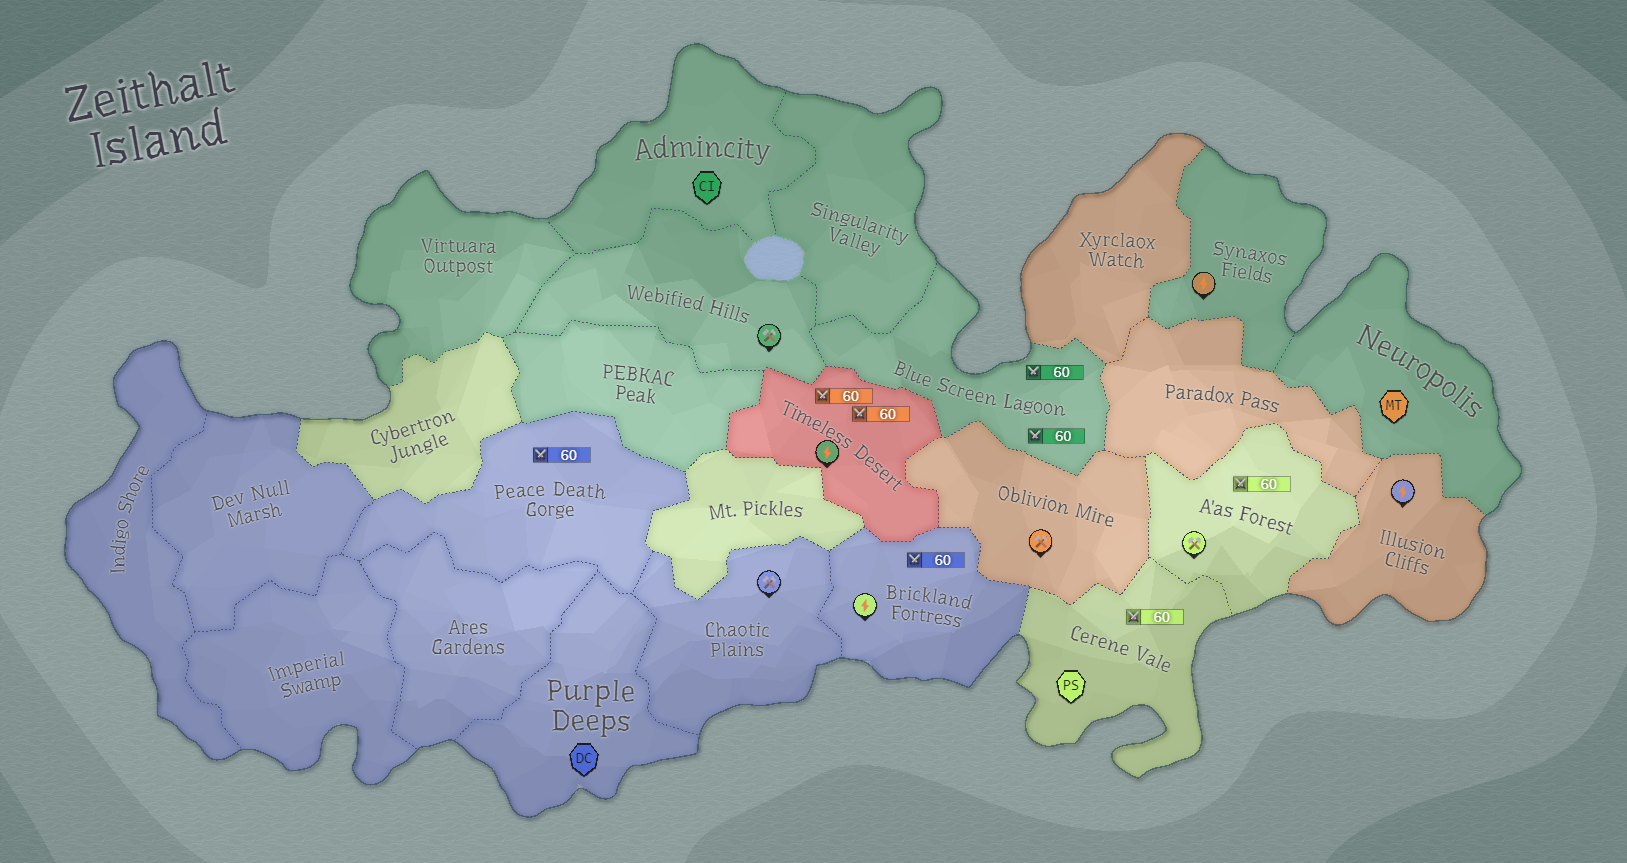 Zeithalt
Island
Admincity
CI
Singularity
Valley
Virtuara
Outpost
Webified Hills
Xyrclaox
Watch
Synaxos
Fields
Neuropolis
MT
PEBKAC
Peak
Blue Screen Lagoon
60
60
Timeless Desert
60
60
Paradox Pass
Cybertron
Jungle
Indigo Shore
Dev Null
Marsh
60
Peace Death
Gorge
Mt. Pickles
Oblivion Mire
60
A'as Forest
Illusion
Cliffs
60
Brickland
Fortress
Ares
Gardens
Chaotic
Plains
60
Cerene Vale
PS
Imperial
Swamp
Purple
Deeps
DC